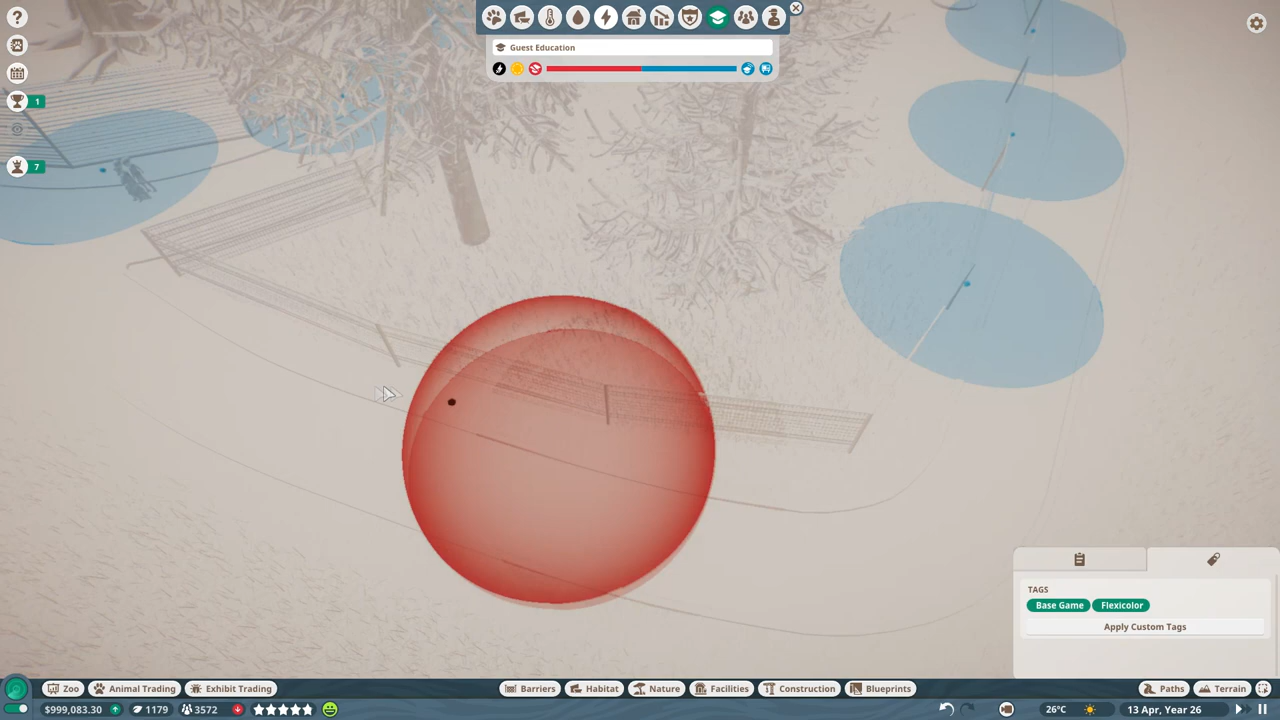 Guest Education
1
7
TAGS
Base Game Flexicolor
Apply Custom Tags
Zoo Animal Trading Exhibit Trading Barriers Habitat Nature Facilities Construction Blueprints Paths Terrain
$999,083.30 1179 3572 26°C 13 Apr, Year 26